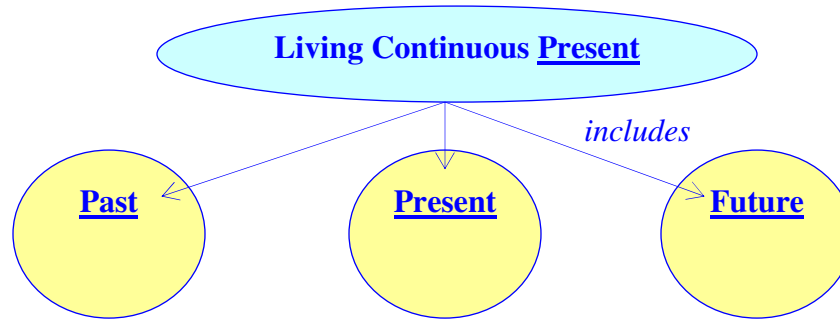 Living Continuous Present
includes
Past
Present
Future